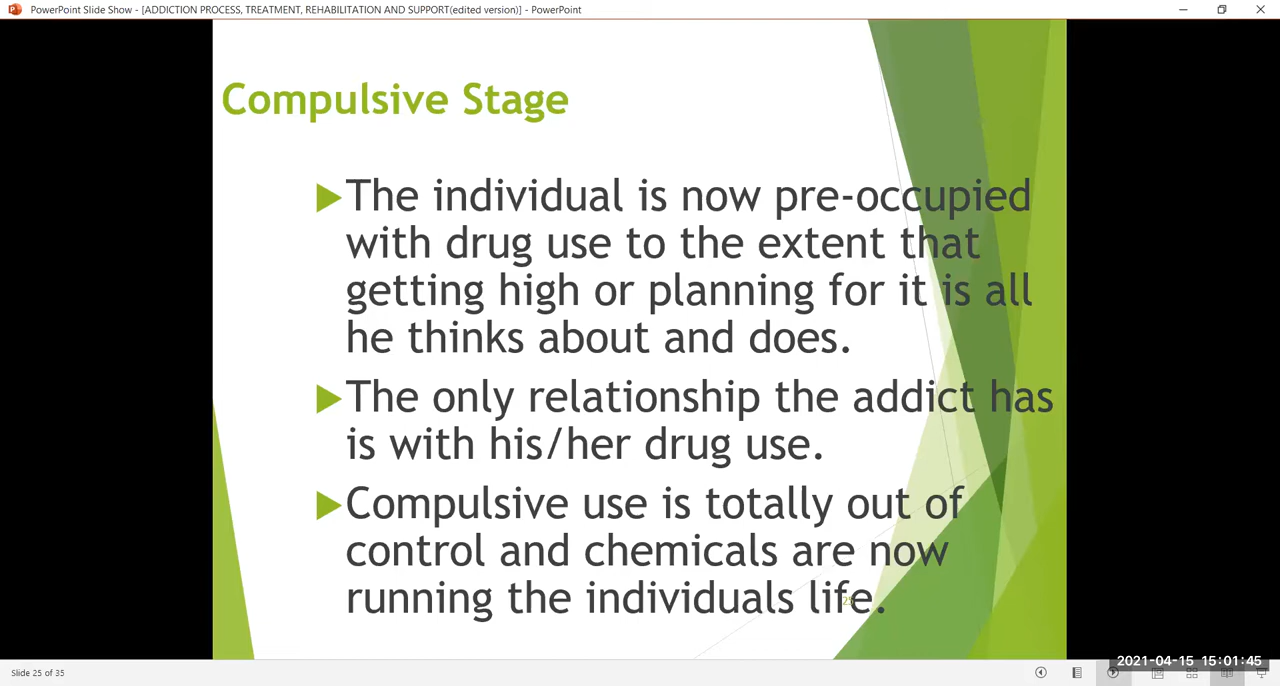 PowerPoint Slide Show - [ADDICTION PROCESS, TREATMENT, REHABILITATION AND SUPPORT(edited version)] - PowerPoint
Compulsive Stage
The individual is now pre-occupied
with drug use to the extent that
getting high or planning for it is all
he thinks about and does.
The only relationship the addict has
is with his/her drug use.
Compulsive use is totally out of
control and chemicals are now
running the individuals life.
25
2021-04-15 15:01:45
Slide 25 of 35